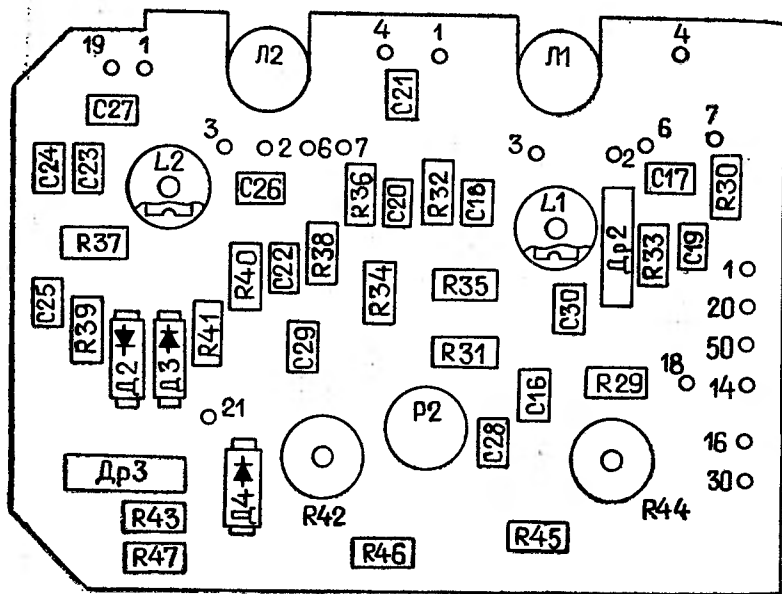 19 1 Л2 4 1 Л1 4
C27 C21
3 2 6 7 3 2 6 7
C24 C23 L2 C26 R36 C20 R32 C18 L1 C17 R30
R37 R40 C22 R38 R34 R35 Др2 R33 C19 1
C25 R39 Д2 Д3 R41 C29 R31 C30 20
50
21 P2 C16 R29 18 14
Др3 Д4 C28 16
R43 R42 R44 30
R47 R46 R45